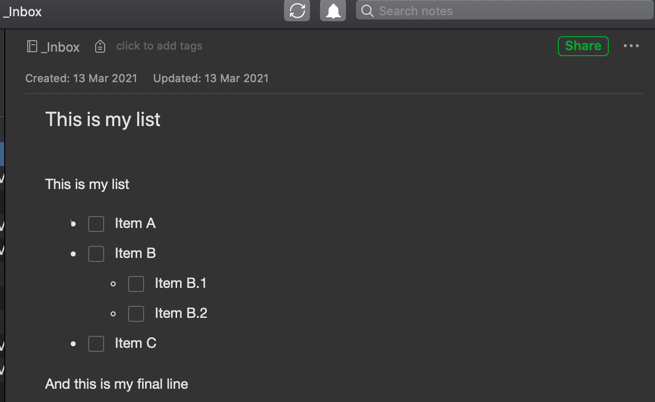 _Inbox
Search notes
_Inbox click to add tags
Share
Created: 13 Mar 2021 Updated: 13 Mar 2021
This is my list
This is my list
Item A
Item B
Item B.1
Item B.2
Item C
And this is my final line